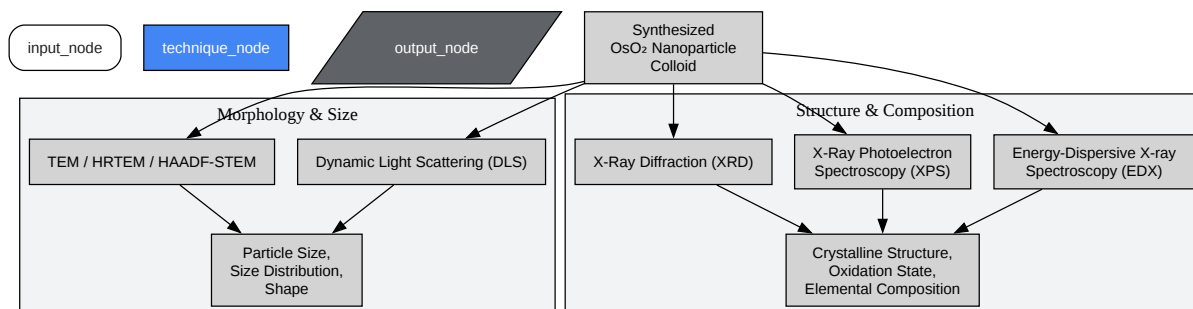 input_node
technique_node
output_node
Synthesized
OsO₂ Nanoparticle
Colloid
Morphology & Size
TEM / HRTEM / HAADF-STEM
Dynamic Light Scattering (DLS)
Particle Size,
Size Distribution,
Shape
Structure & Composition
X-Ray Diffraction (XRD)
X-Ray Photoelectron
Spectroscopy (XPS)
Energy-Dispersive X-ray
Spectroscopy (EDX)
Crystalline Structure,
Oxidation State,
Elemental Composition